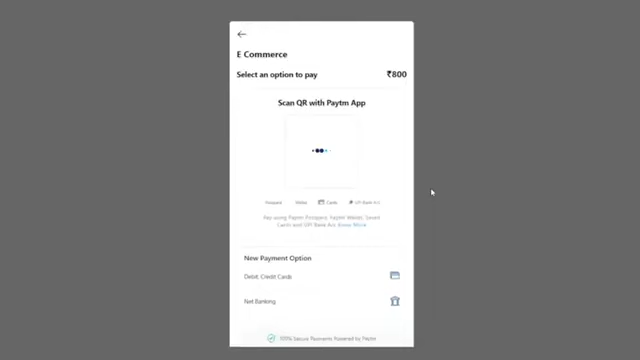 E Commerce
Select an option to pay ₹800
Scan QR with Paytm App
Postpaid Wallet Cards UPI Bank A/c
Pay using Paytm Postpaid, Paytm Wallet, Saved
Cards and UPI Bank A/c Know More
New Payment Option
Debit, Credit Cards
Net Banking
100% Secure Payments Powered by Paytm